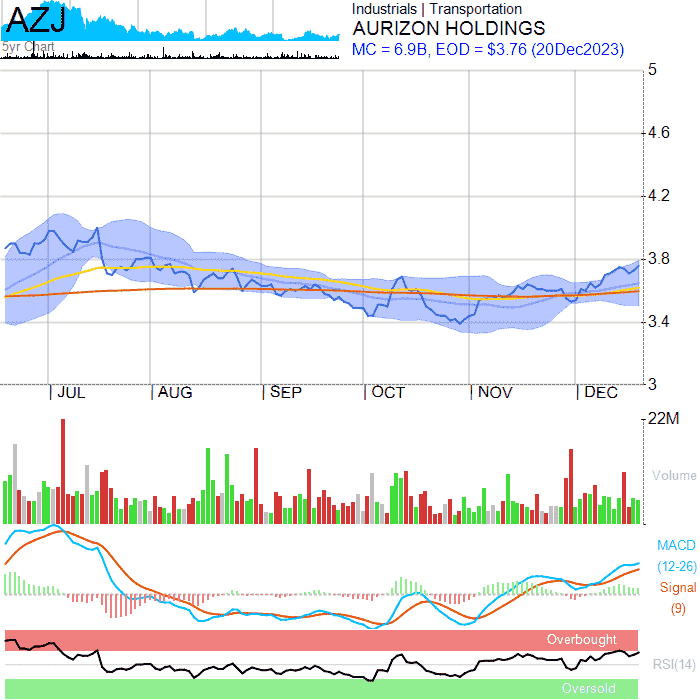 AZJ
5yr Chart
Industrials | Transportation
AURIZON HOLDINGS
MC = 6.9B, EOD = $3.76 (20Dec2023)
5
4.6
4.2
3.8
3.4
3
JUL AUG SEP OCT NOV DEC
22M
Volume
MACD
(12-26)
Signal
(9)
Overbought
RSI(14)
Oversold